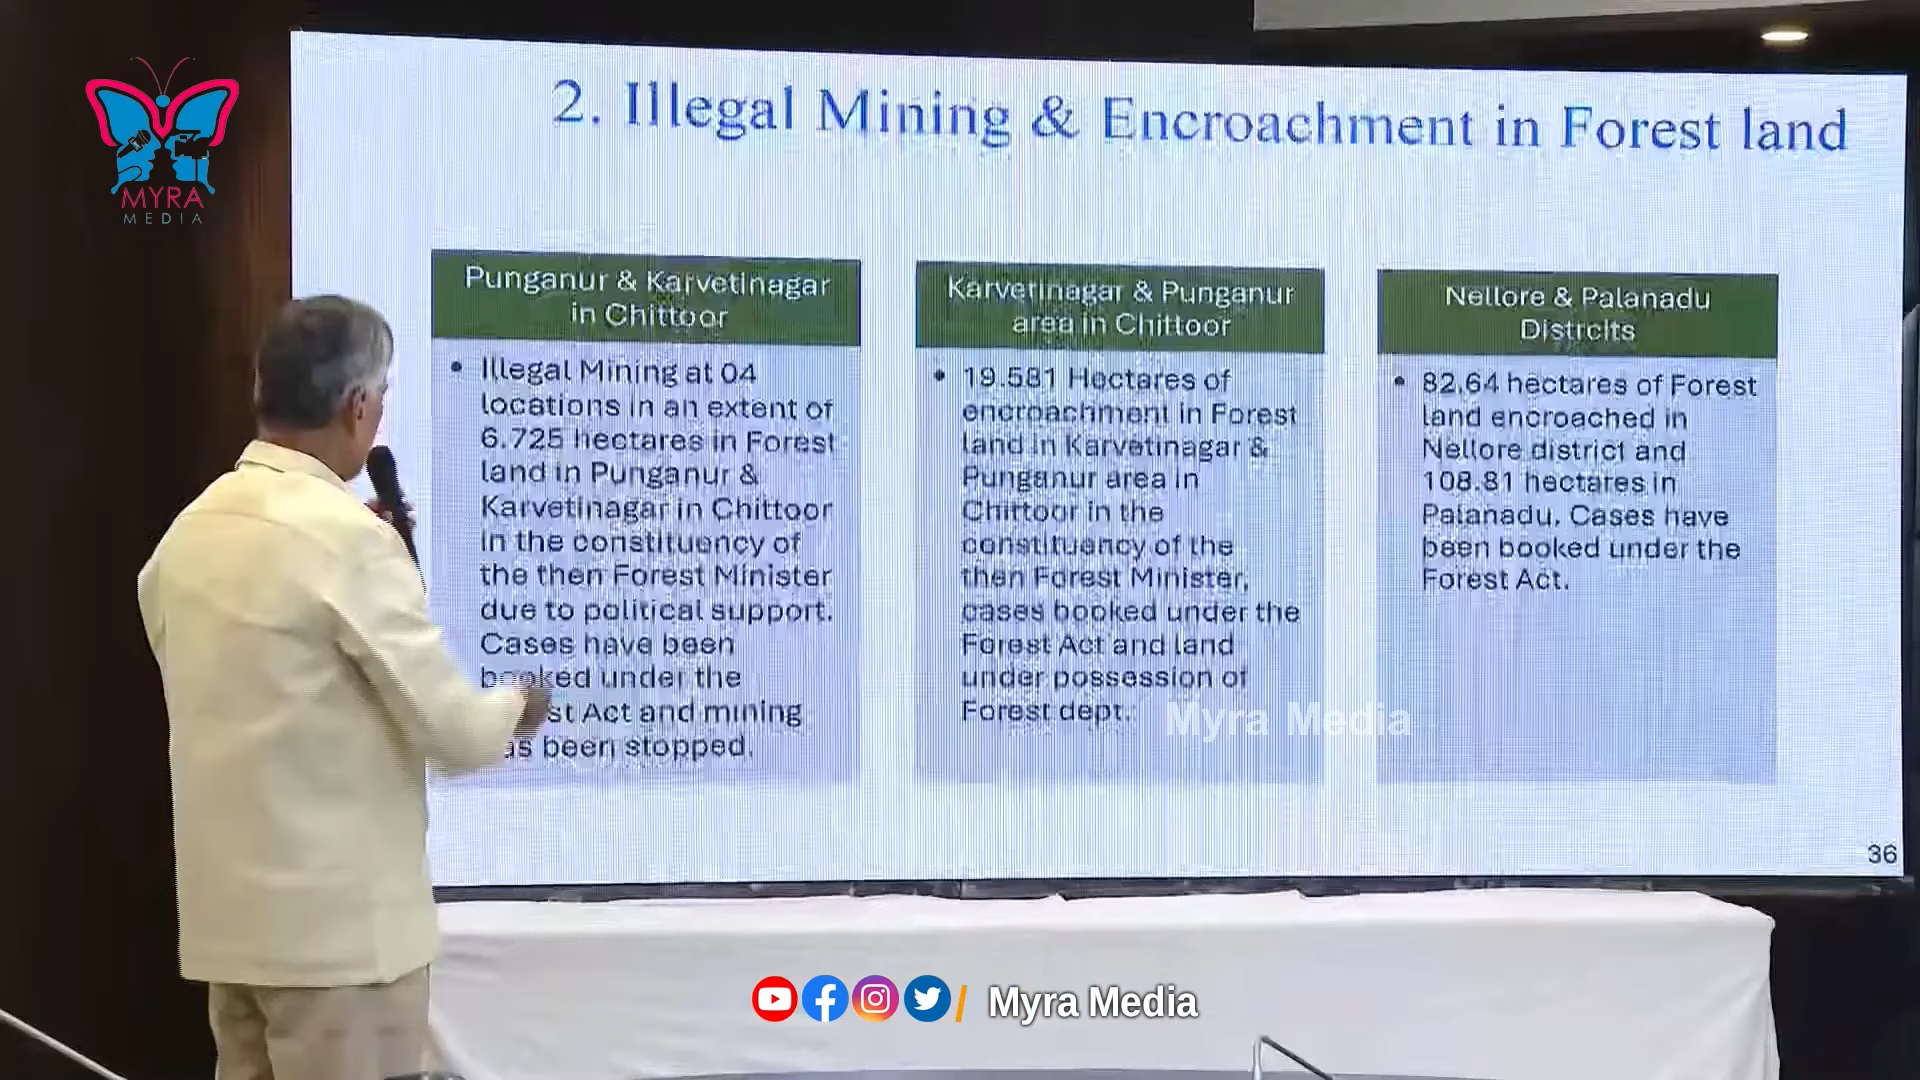 MYRA
MEDIA
2. Illegal Mining & Encroachment in Forest land
Punganur & Karvetinagar
in Chittoor
• Illegal Mining at 04
locations in an extent of
6.725 hectares in Forest
land in Punganur &
Karvetinagar in Chittoor
in the constituency of
the then Forest Minister
due to political support.
Cases have been
booked under the
st Act and mining
as been stopped.
Karvetinagar & Punganur
area in Chittoor
• 19.581 Hectares of
encroachment in Forest
land in Karvetinagar &
Punganur area in
Chittoor in the
constituency of the
then Forest Minister,
cases booked under the
Forest Act and land
under possession of
Forest dept.
Nellore & Palanadu
Distrcits
• 82.64 hectares of Forest
land encroached in
Nellore district and
108.81 hectares in
Palanadu. Cases have
been booked under the
Forest Act.
Myra Media
36
/ Myra Media